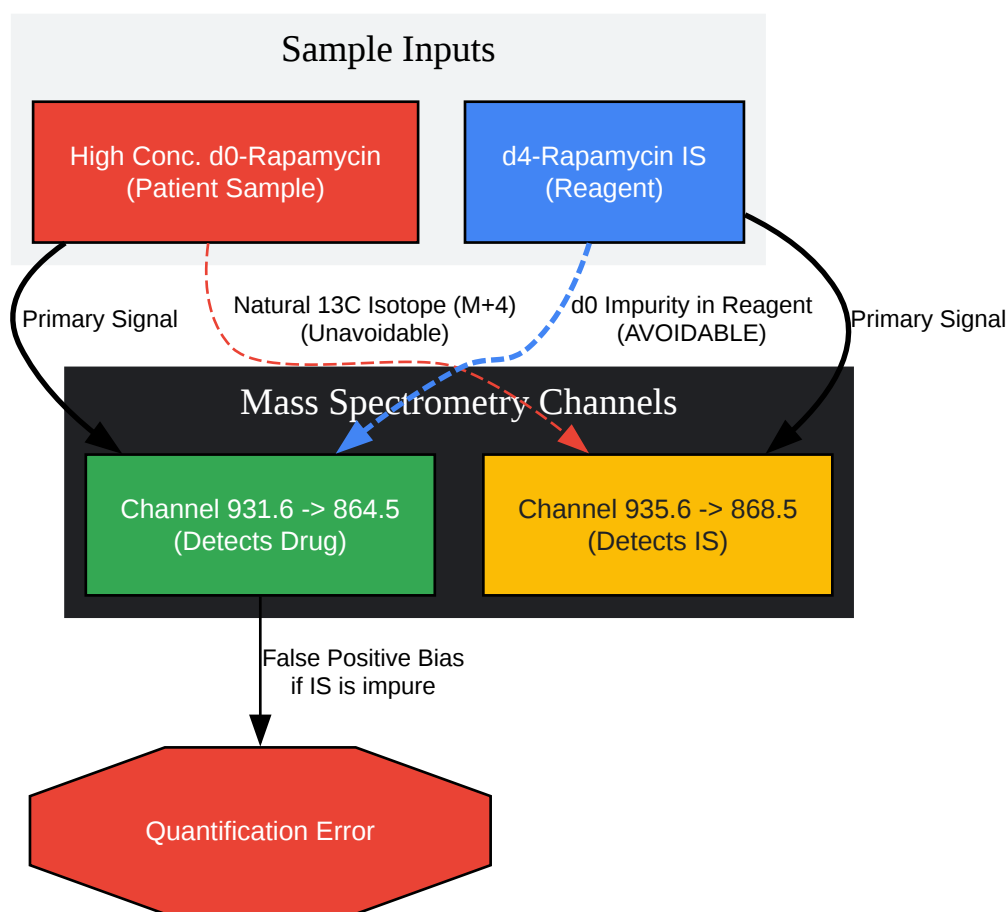 Sample Inputs
High Conc. d0-Rapamycin
(Patient Sample)
d4-Rapamycin IS
(Reagent)
Primary Signal
Natural 13C Isotope (M+4)
(Unavoidable)
d0 Impurity in Reagent
(AVOIDABLE)
Primary Signal
Mass Spectrometry Channels
Channel 931.6 -> 864.5
(Detects Drug)
Channel 935.6 -> 868.5
(Detects IS)
False Positive Bias
if IS is impure
Quantification Error